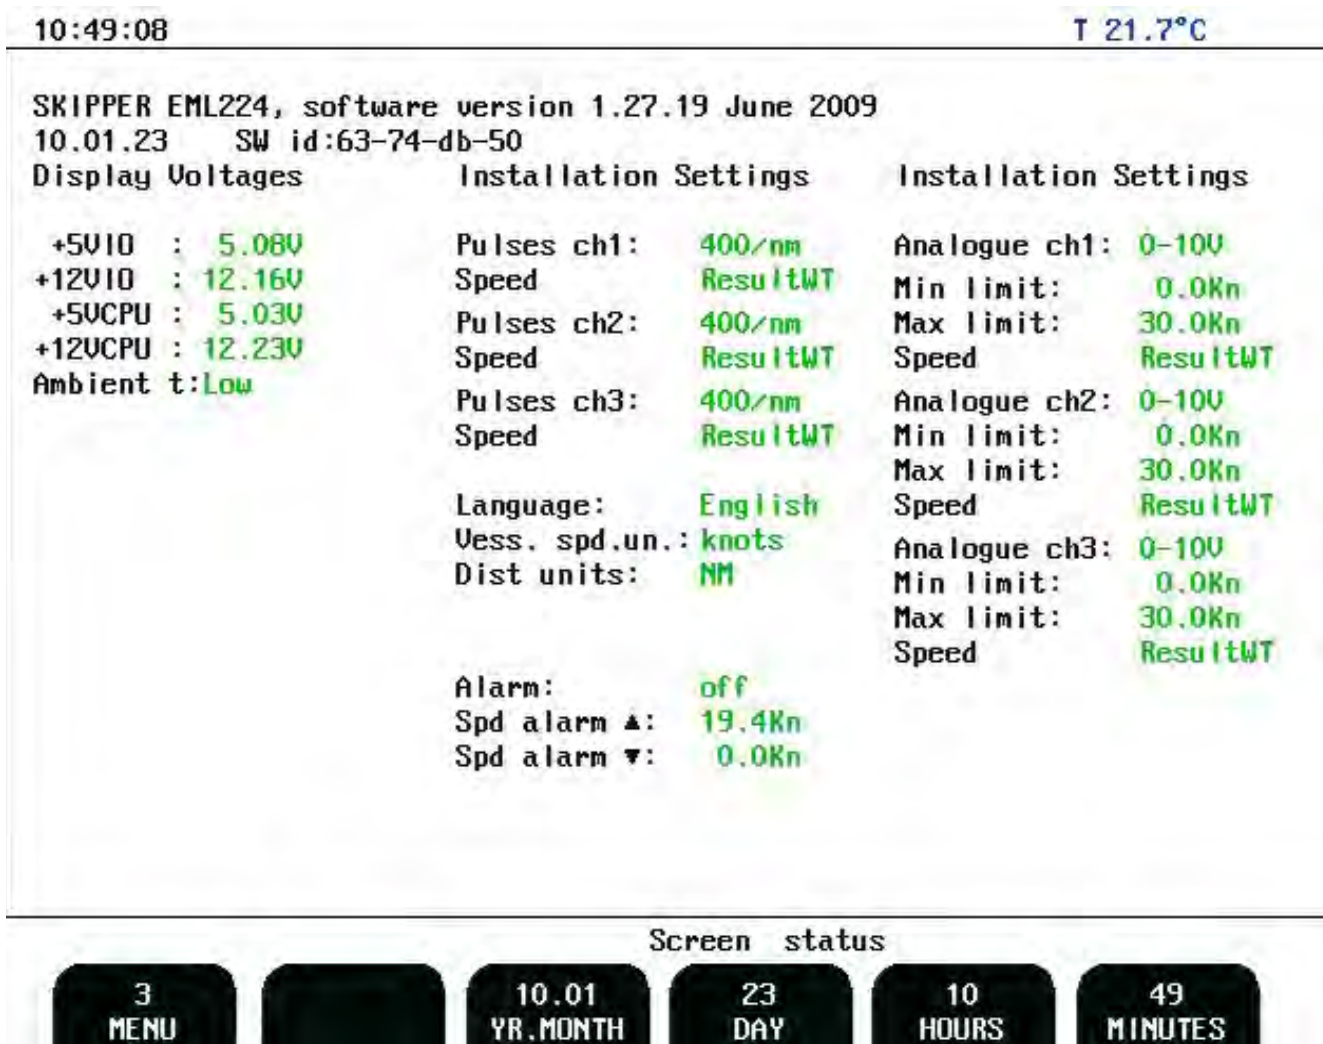 10:49:08
T 21.7°C
SKIPPER EML224, software version 1.27.19 June 2009
10.01.23 SW id:63-74-db-50
Display Voltages
+5VIO : 5.08V
+12VIO : 12.16V
+5VCPU : 5.03V
+12VCPU : 12.23V
Ambient t:Low
Installation Settings
Pulses ch1: 400/nm
Speed ResultWT
Pulses ch2: 400/nm
Speed ResultWT
Pulses ch3: 400/nm
Speed ResultWT
Language: English
Vess. spd.un.: knots
Dist units: NM
Alarm: off
Spd alarm ▲: 19.4Kn
Spd alarm ▼: 0.0Kn
Installation Settings
Analogue ch1: 0-10V
Min limit: 0.0Kn
Max limit: 30.0Kn
Speed ResultWT
Analogue ch2: 0-10V
Min limit: 0.0Kn
Max limit: 30.0Kn
Speed ResultWT
Analogue ch3: 0-10V
Min limit: 0.0Kn
Max limit: 30.0Kn
Speed ResultWT
Screen status
3
MENU
10.01
YR.MONTH
23
DAY
10
HOURS
49
MINUTES